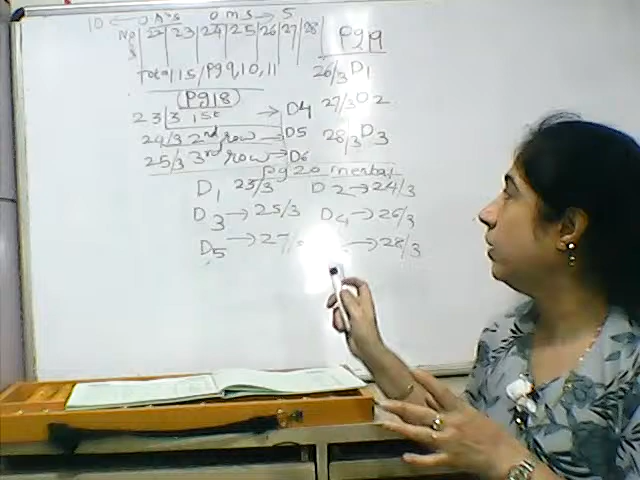 10 ← 0 A's 0 m s → 5
No 22 23 24 25 26 27 28
s
Total 15/Pg 9,10,11
Pg 9
26/3 D1
27/3 D2
28/3 D3
(Pg 18)
23/3 1st → D4
24/3 2nd row → D5
25/3 3rd row → D6
pg 20 mental
D1 23/3 D2 → 24/3
D3 → 25/3 D4 → 26/3
D5 → 27/ → 28/3